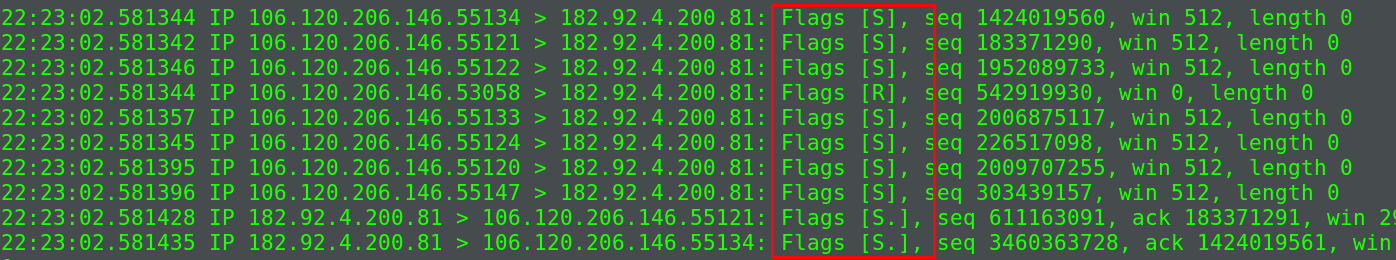 22:23:02.581344 IP 106.120.206.146.55134 > 182.92.4.200.81: Flags [S], seq 1424019560, win 512, length 0
22:23:02.581342 IP 106.120.206.146.55121 > 182.92.4.200.81: Flags [S], seq 183371290, win 512, length 0
22:23:02.581346 IP 106.120.206.146.55122 > 182.92.4.200.81: Flags [S], seq 1952089733, win 512, length 0
22:23:02.581344 IP 106.120.206.146.53058 > 182.92.4.200.81: Flags [R], seq 542919930, win 0, length 0
22:23:02.581357 IP 106.120.206.146.55133 > 182.92.4.200.81: Flags [S], seq 2006875117, win 512, length 0
22:23:02.581345 IP 106.120.206.146.55124 > 182.92.4.200.81: Flags [S], seq 226517098, win 512, length 0
22:23:02.581395 IP 106.120.206.146.55120 > 182.92.4.200.81: Flags [S], seq 2009707255, win 512, length 0
22:23:02.581396 IP 106.120.206.146.55147 > 182.92.4.200.81: Flags [S], seq 303439157, win 512, length 0
22:23:02.581428 IP 182.92.4.200.81 > 106.120.206.146.55121: Flags [S.], seq 611163091, ack 183371291, win 29
22:23:02.581435 IP 182.92.4.200.81 > 106.120.206.146.55134: Flags [S.], seq 3460363728, ack 1424019561, win